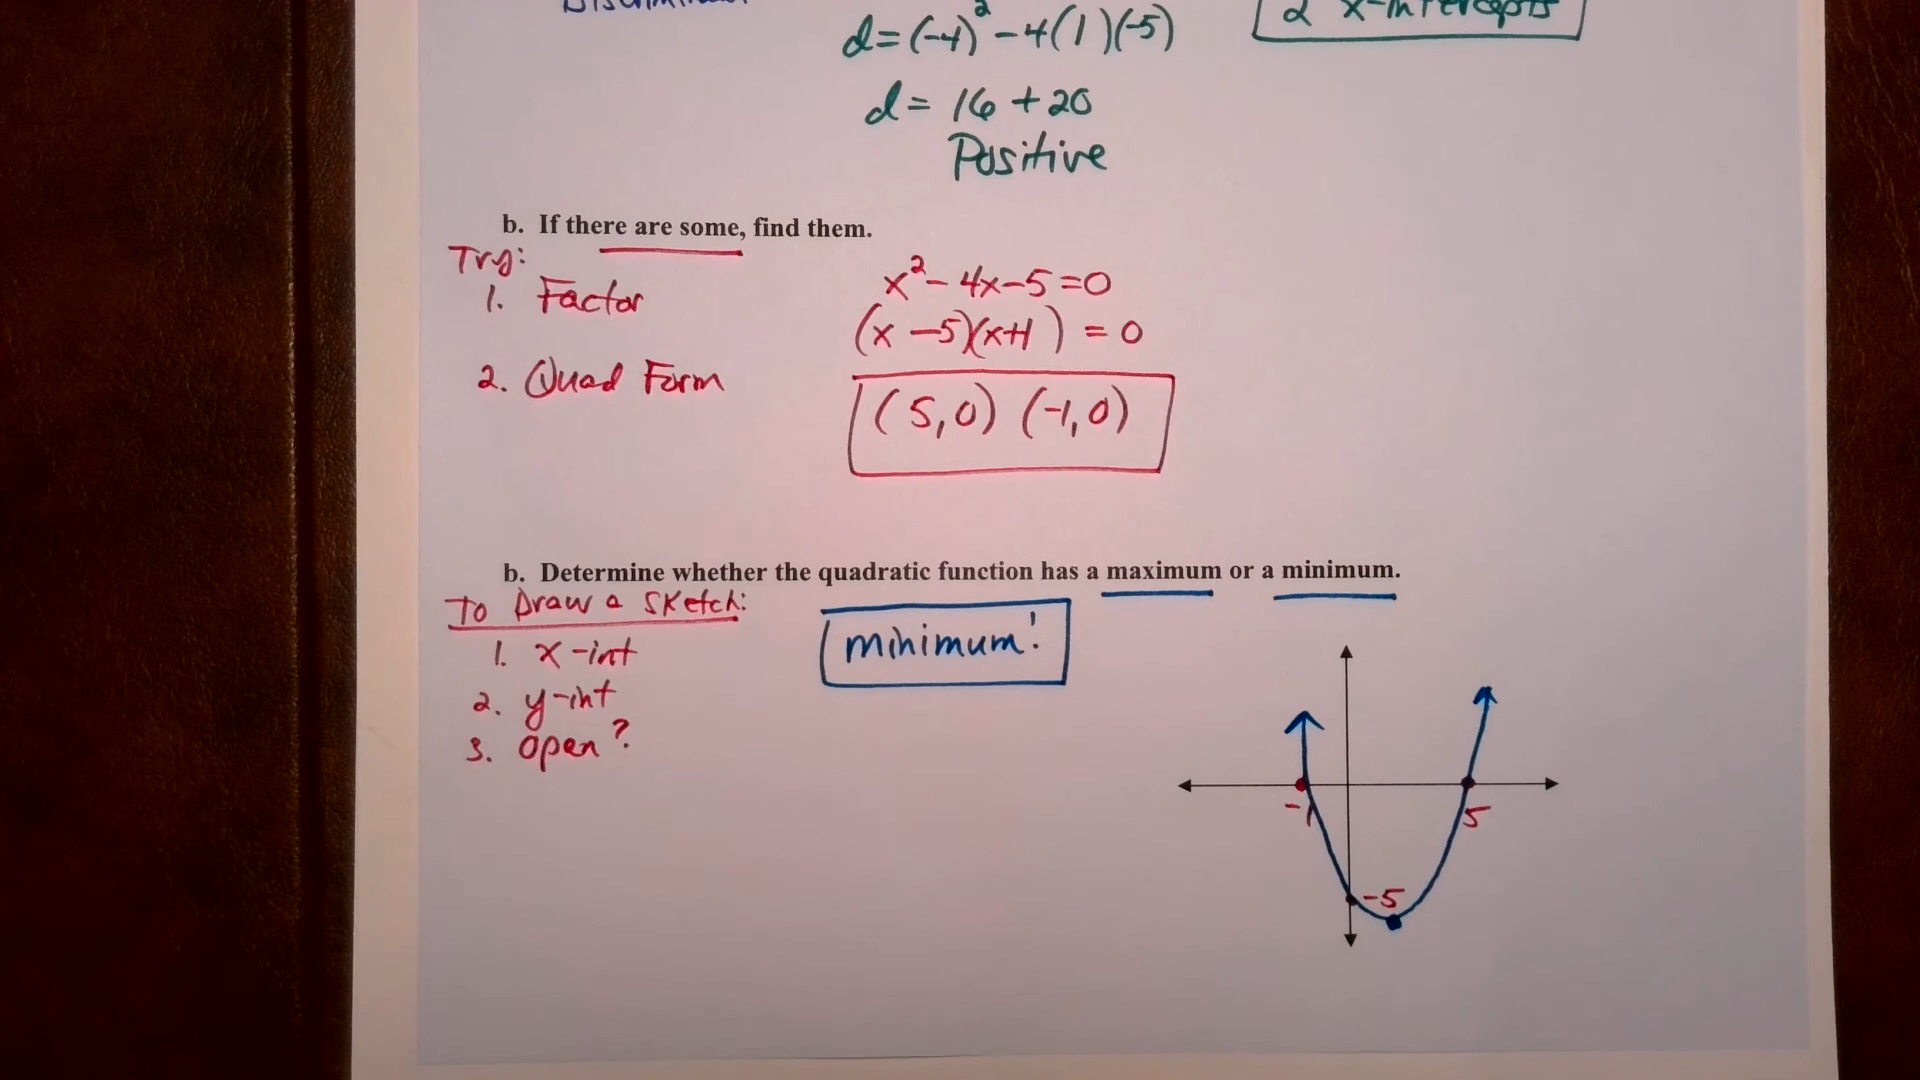 2 x-intercepts
d=(-4)² -4(1)(-5)
d= 16 +20
Positive
b. If there are some, find them.
Try:
1. Factor
2. Quad Form
x²- 4x-5=0
(x -5)(x+1) = 0
(5,0) (-1,0)
b. Determine whether the quadratic function has a maximum or a minimum.
To Draw a Sketch:
1. x-int
2. y-int
3. Open?
minimum!
-1
5
-5